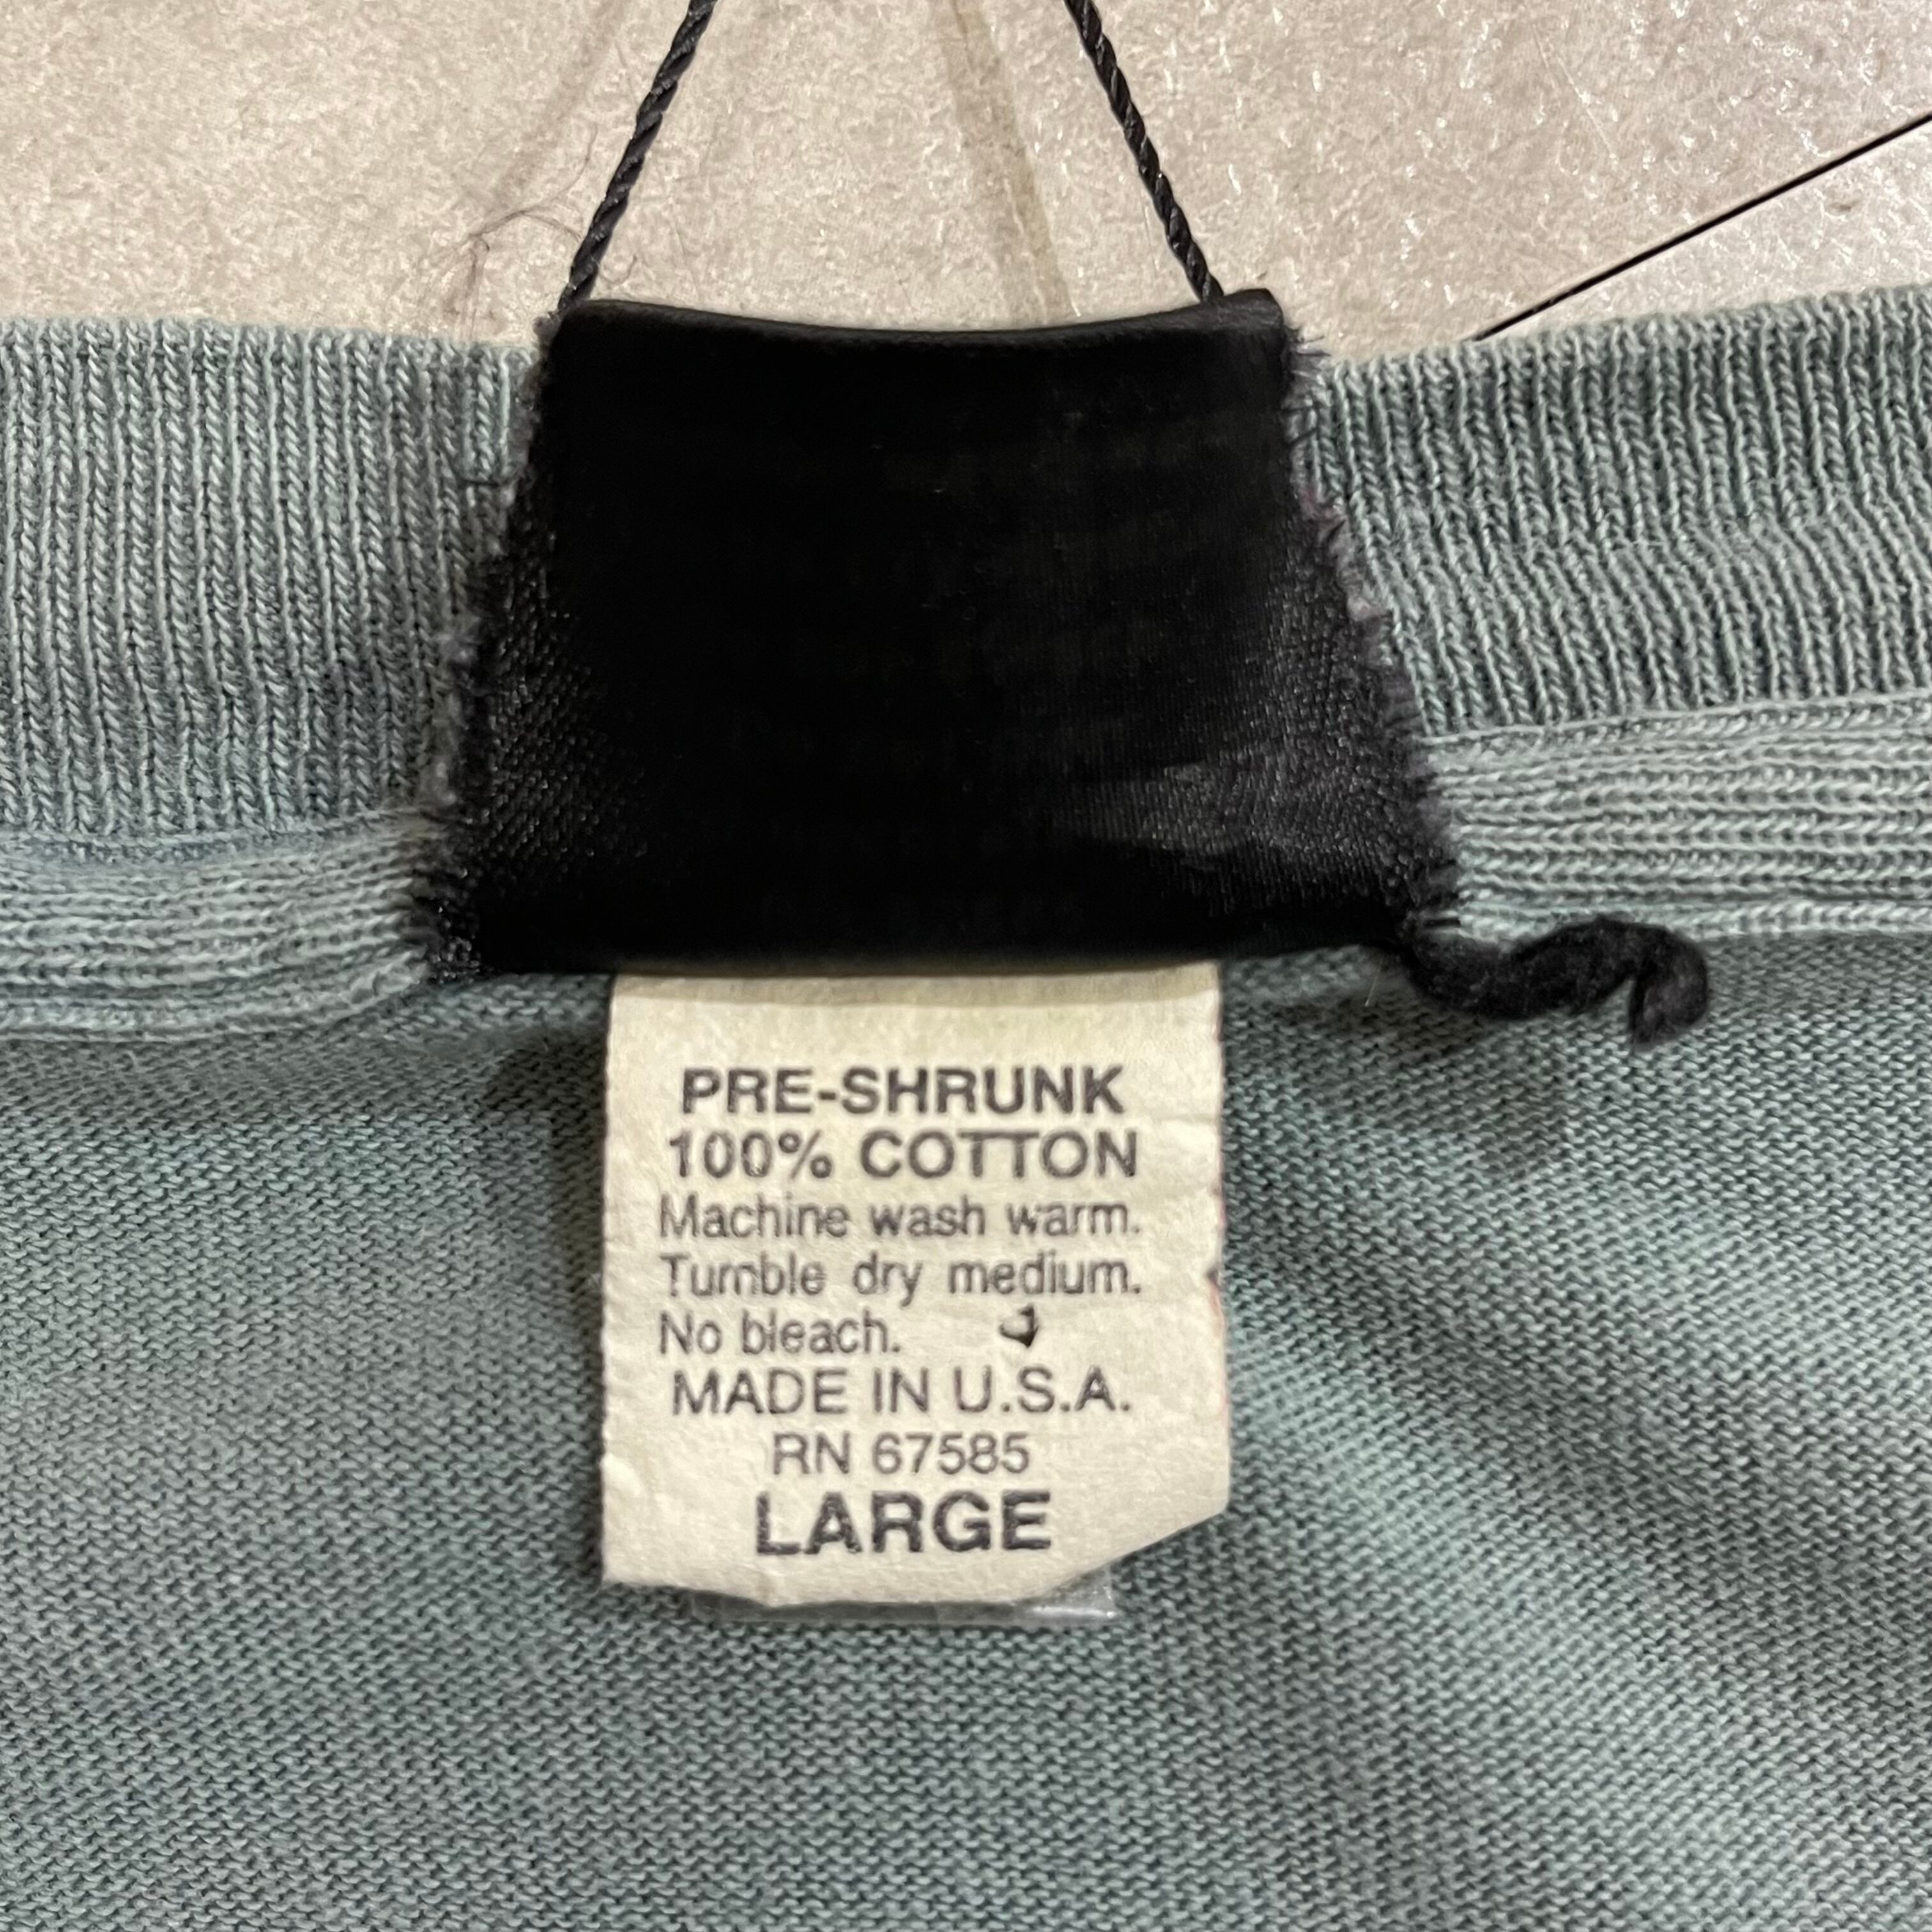 PRE-SHRUNK
100% COTTON
Machine wash warm.
Tumble dry medium.
No bleach.
MADE IN U.S.A.
RN 67585
LARGE